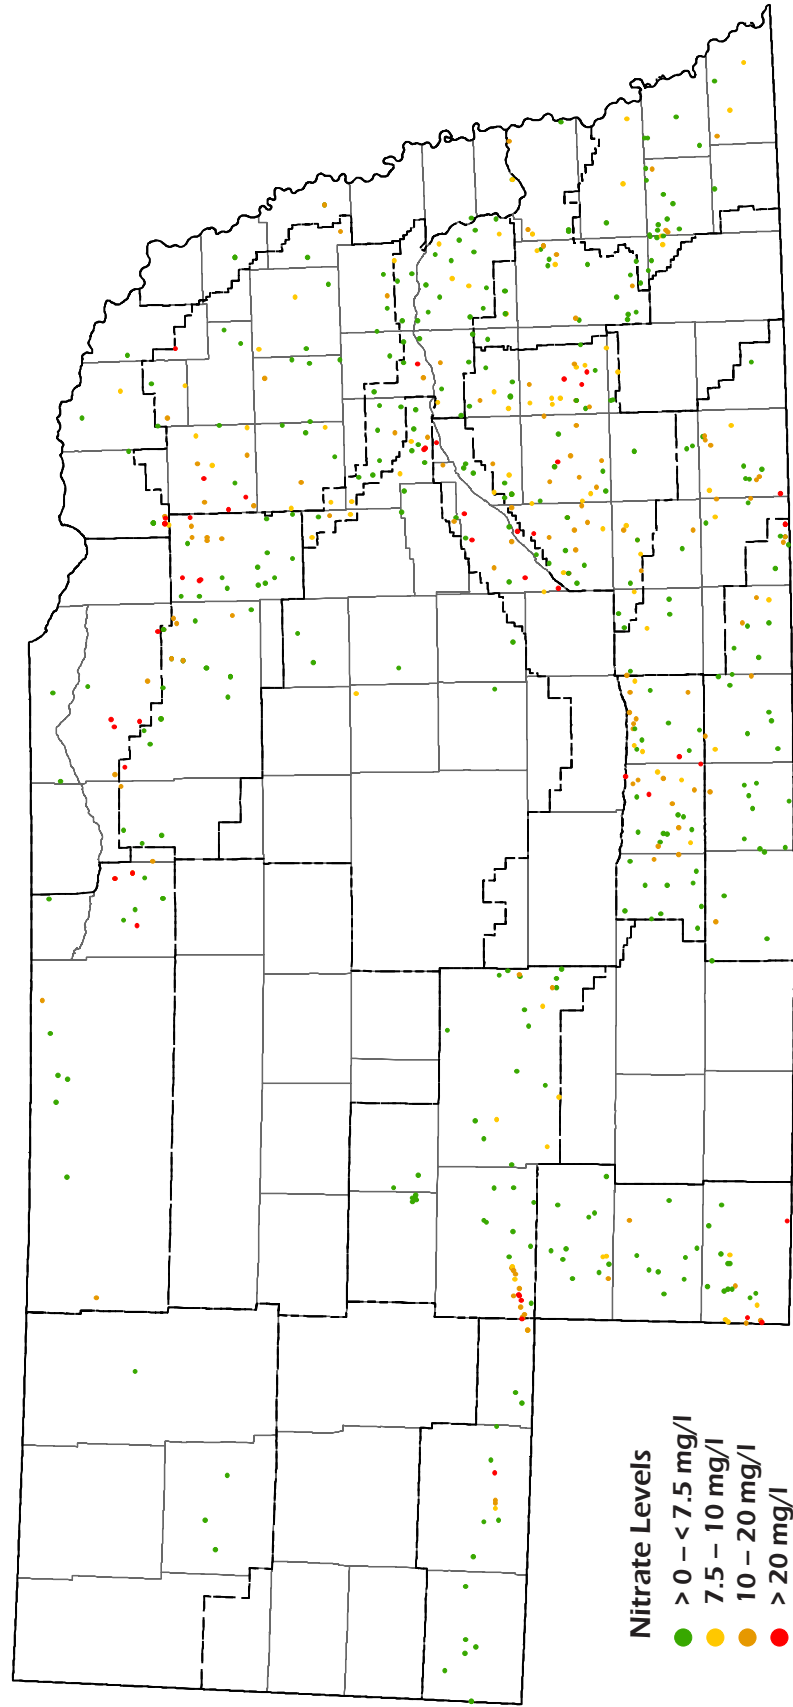 Nitrate Levels
> 0 – < 7.5 mg/l
7.5 – 10 mg/l
10 – 20 mg/l
> 20 mg/l